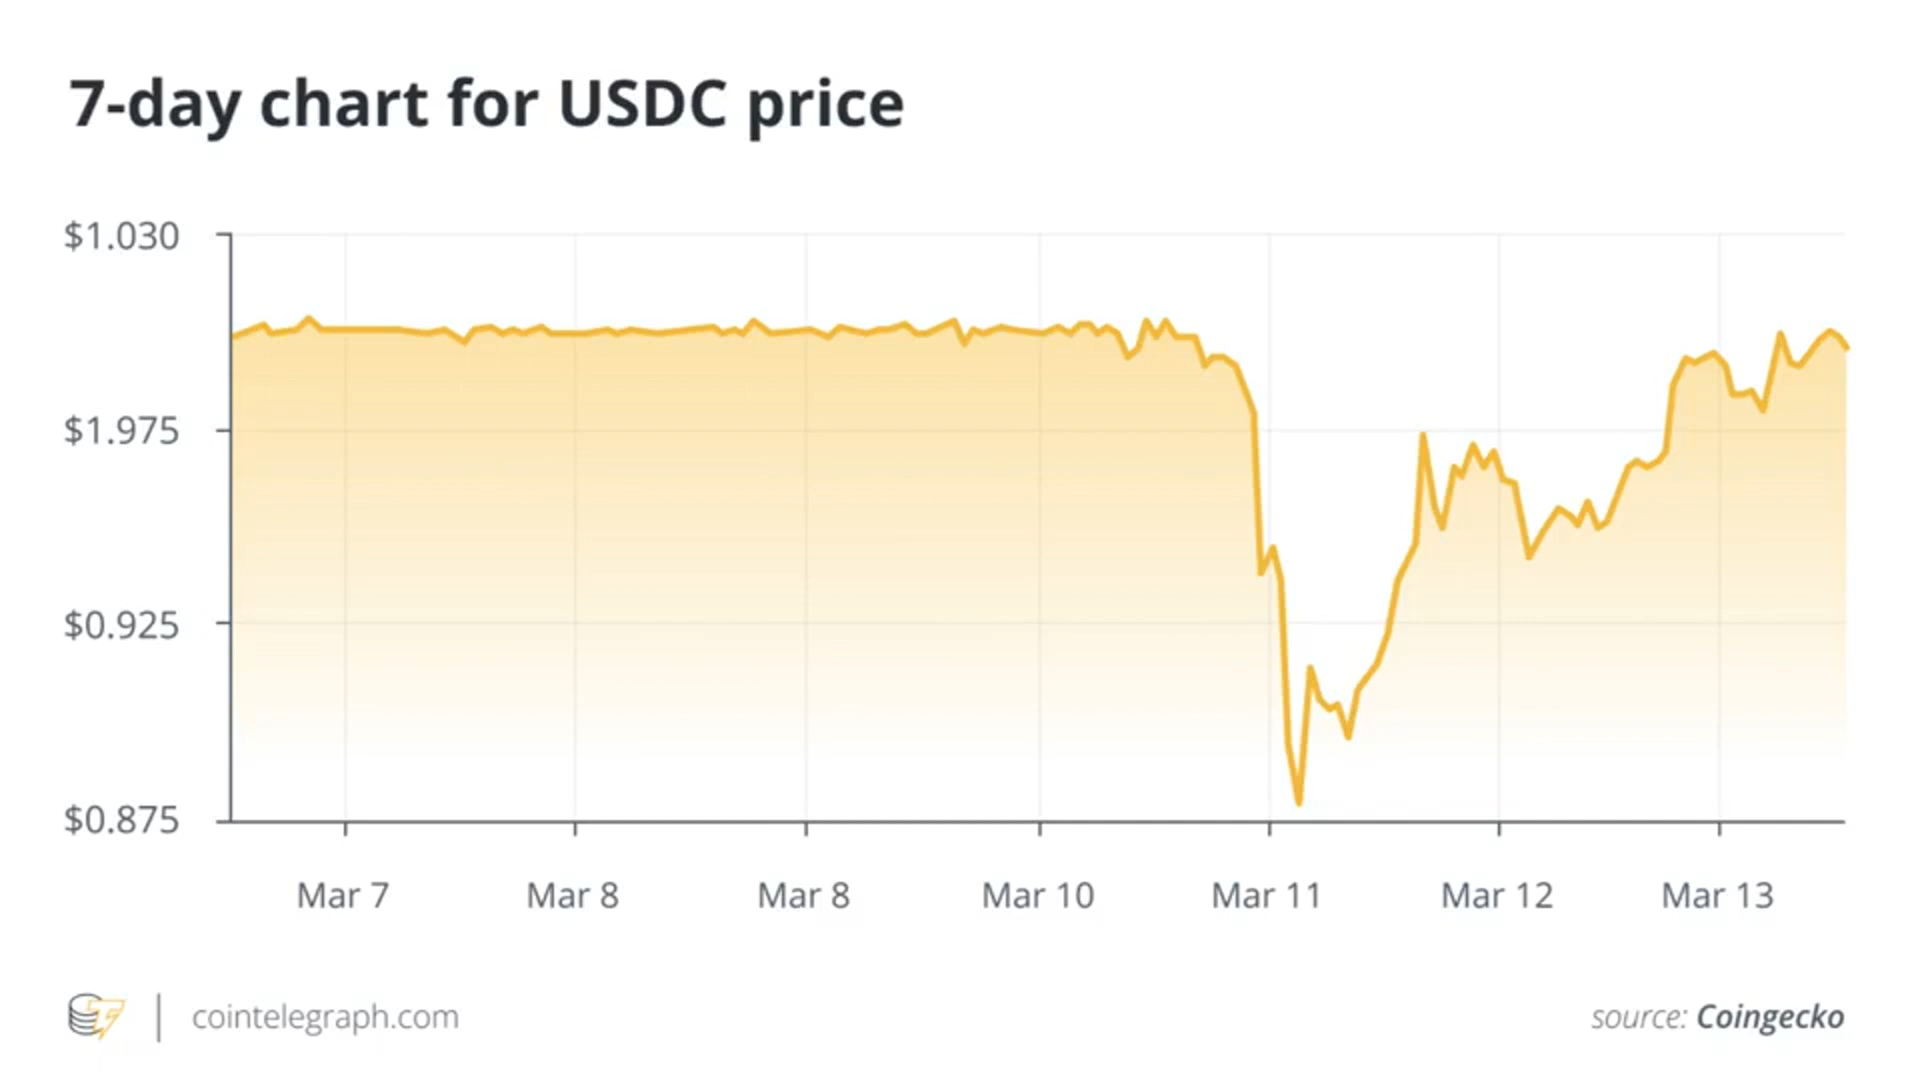 7-day chart for USDC price
$1.030
$1.975
$0.925
$0.875
Mar 7 Mar 8 Mar 8 Mar 10 Mar 11 Mar 12 Mar 13
cointelegraph.com
source: Coingecko